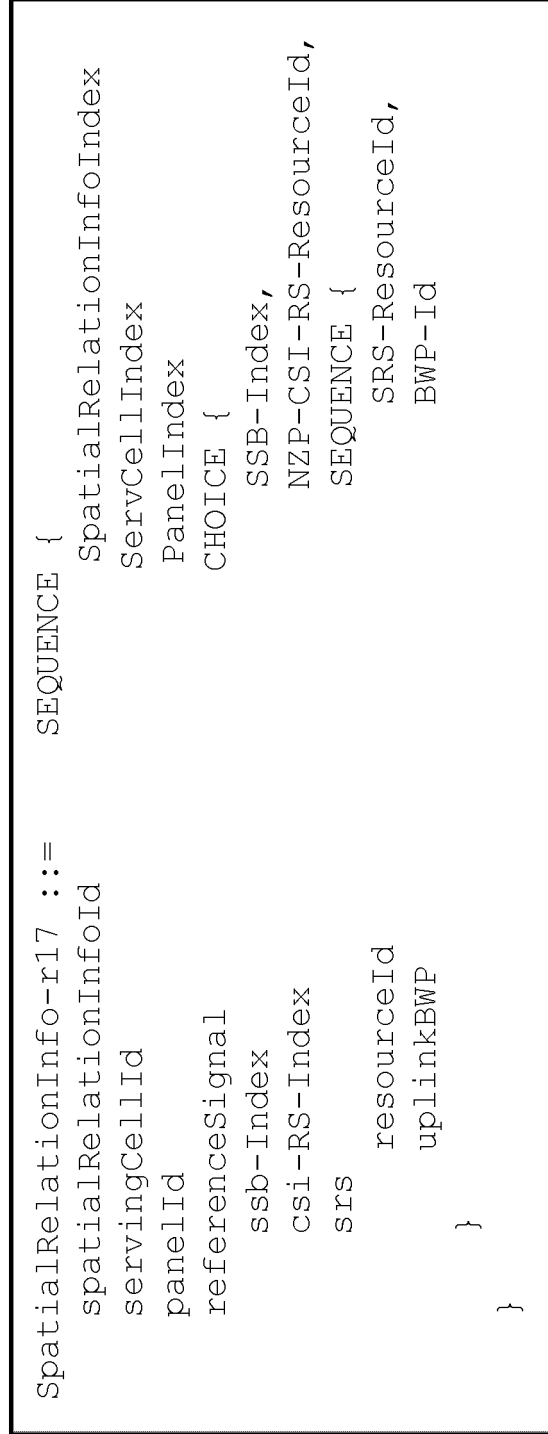 SpatialRelationInfo-r17 ::= SEQUENCE {
spatialRelationInfoId SpatialRelationInfoIndex
servingCellId ServCellIndex
panelId PanelIndex
referenceSignal CHOICE {
ssb-Index SSB-Index,
csi-RS-Index NZP-CSI-RS-ResourceId,
srs SEQUENCE {
resourceId SRS-ResourceId,
uplinkBWP BWP-Id
}
}